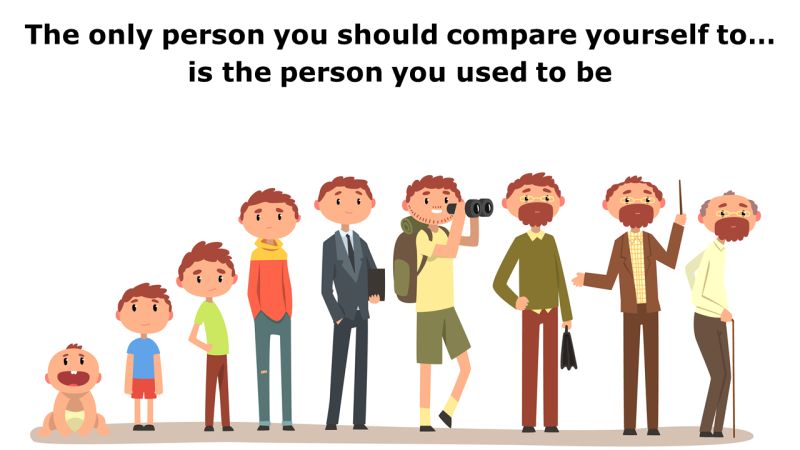 The only person you should compare yourself to...
is the person you used to be